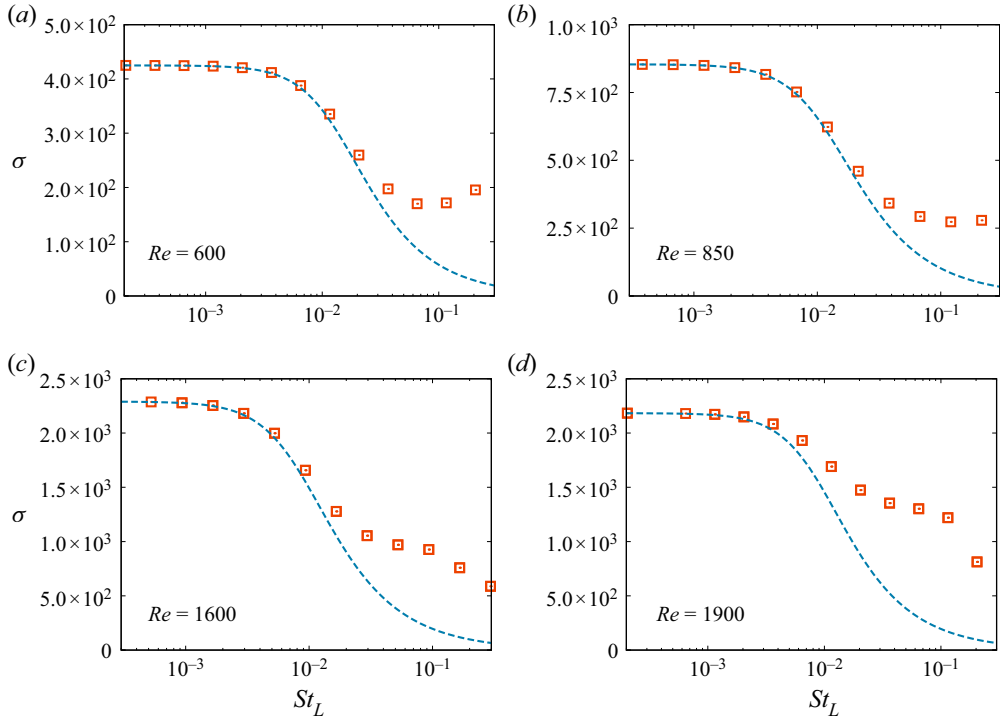 (a)
5.0 × 10²
4.0 × 10²
3.0 × 10²
σ
2.0 × 10²
1.0 × 10²
0
Re = 600
10⁻³ 10⁻² 10⁻¹
(b)
1.0 × 10³
7.5 × 10²
5.0 × 10²
2.5 × 10²
0
Re = 850
10⁻³ 10⁻² 10⁻¹
(c)
2.5 × 10³
2.0 × 10³
1.5 × 10³
σ
1.0 × 10³
5.0 × 10²
0
Re = 1600
10⁻³ 10⁻² 10⁻¹
St_L
(d)
2.5 × 10³
2.0 × 10³
1.5 × 10³
1.0 × 10³
5.0 × 10²
0
Re = 1900
10⁻³ 10⁻² 10⁻¹
St_L